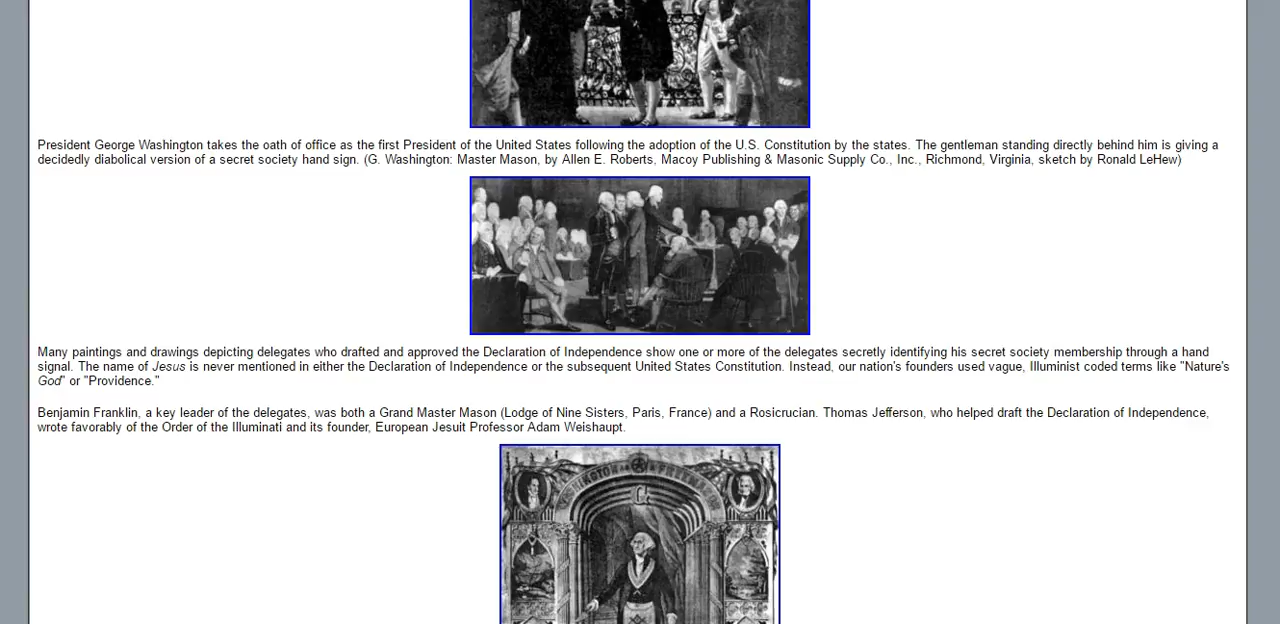 President George Washington takes the oath of office as the first President of the United States following the adoption of the U.S. Constitution by the states. The gentleman standing directly behind him is giving a
decidedly diabolical version of a secret society hand sign. (G. Washington: Master Mason, by Allen E. Roberts, Macoy Publishing & Masonic Supply Co., Inc., Richmond, Virginia, sketch by Ronald LeHew)
Many paintings and drawings depicting delegates who drafted and approved the Declaration of Independence show one or more of the delegates secretly identifying his secret society membership through a hand
signal. The name of Jesus is never mentioned in either the Declaration of Independence or the subsequent United States Constitution. Instead, our nation's founders used vague, Illuminist coded terms like "Nature's
God" or "Providence."
Benjamin Franklin, a key leader of the delegates, was both a Grand Master Mason (Lodge of Nine Sisters, Paris, France) and a Rosicrucian. Thomas Jefferson, who helped draft the Declaration of Independence,
wrote favorably of the Order of the Illuminati and its founder, European Jesuit Professor Adam Weishaupt.
G